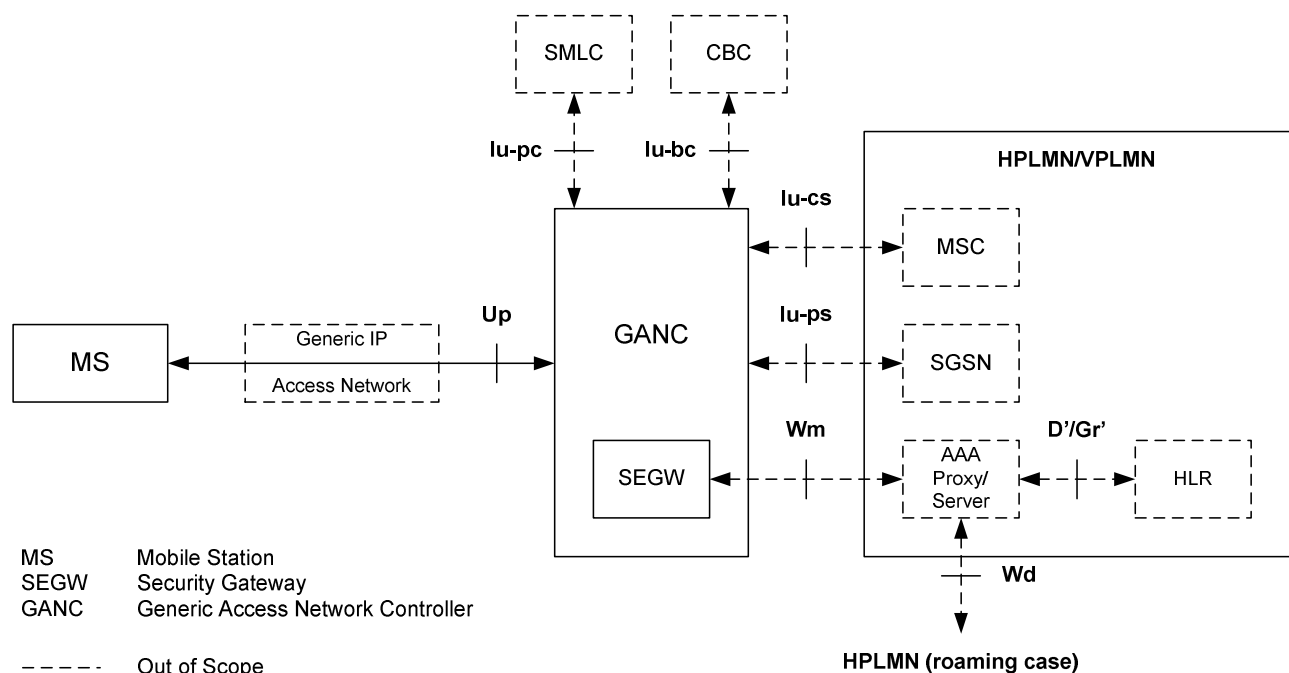 SMLC
CBC
Iu-pc
Iu-bc
HPLMN/VPLMN
Iu-cs
MSC
Up
Iu-ps
Generic IP
Access Network
MS
GANC
SGSN
Wm
D’/Gr’
SEGW
AAA
Proxy/
Server
HLR
MS Mobile Station
SEGW Security Gateway
GANC Generic Access Network Controller
Wd
Out of Scope
HPLMN (roaming case)